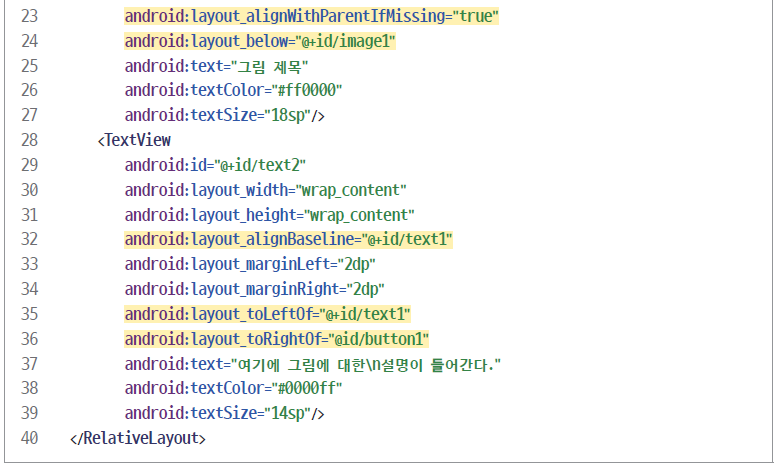 23 android:layout_alignWithParentIfMissing="true"
24 android:layout_below="@+id/image1"
25 android:text="그림 제목"
26 android:textColor="#ff0000"
27 android:textSize="18sp"/>
28 <TextView
29 android:id="@+id/text2"
30 android:layout_width="wrap_content"
31 android:layout_height="wrap_content"
32 android:layout_alignBaseline="@+id/text1"
33 android:layout_marginLeft="2dp"
34 android:layout_marginRight="2dp"
35 android:layout_toLeftOf="@+id/text1"
36 android:layout_toRightOf="@id/button1"
37 android:text="여기에 그림에 대한\n설명이 들어간다."
38 android:textColor="#0000ff"
39 android:textSize="14sp"/>
40 </RelativeLayout>